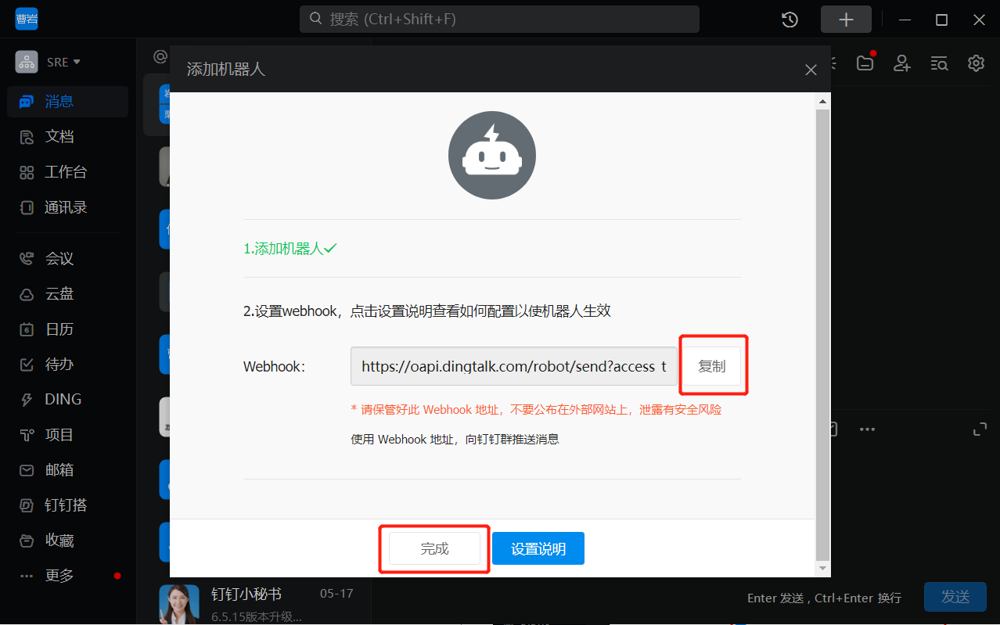 曹岩
搜索 (Ctrl+Shift+F)
SRE
@
添加机器人
消息
文档
工作台
通讯录
会议
云盘
日历
待办
DING
项目
邮箱
钉钉搭
收藏
更多
1.添加机器人
2.设置webhook，点击设置说明查看如何配置以使机器人生效
Webhook：
https://oapi.dingtalk.com/robot/send?access_t
复制
* 请保管好此 Webhook 地址，不要公布在外部网站上，泄露有安全风险
使用 Webhook 地址，向钉钉群推送消息
完成
设置说明
钉钉小秘书
05-17
6.5.15版本升级...
Enter 发送 , Ctrl+Enter 换行
发送